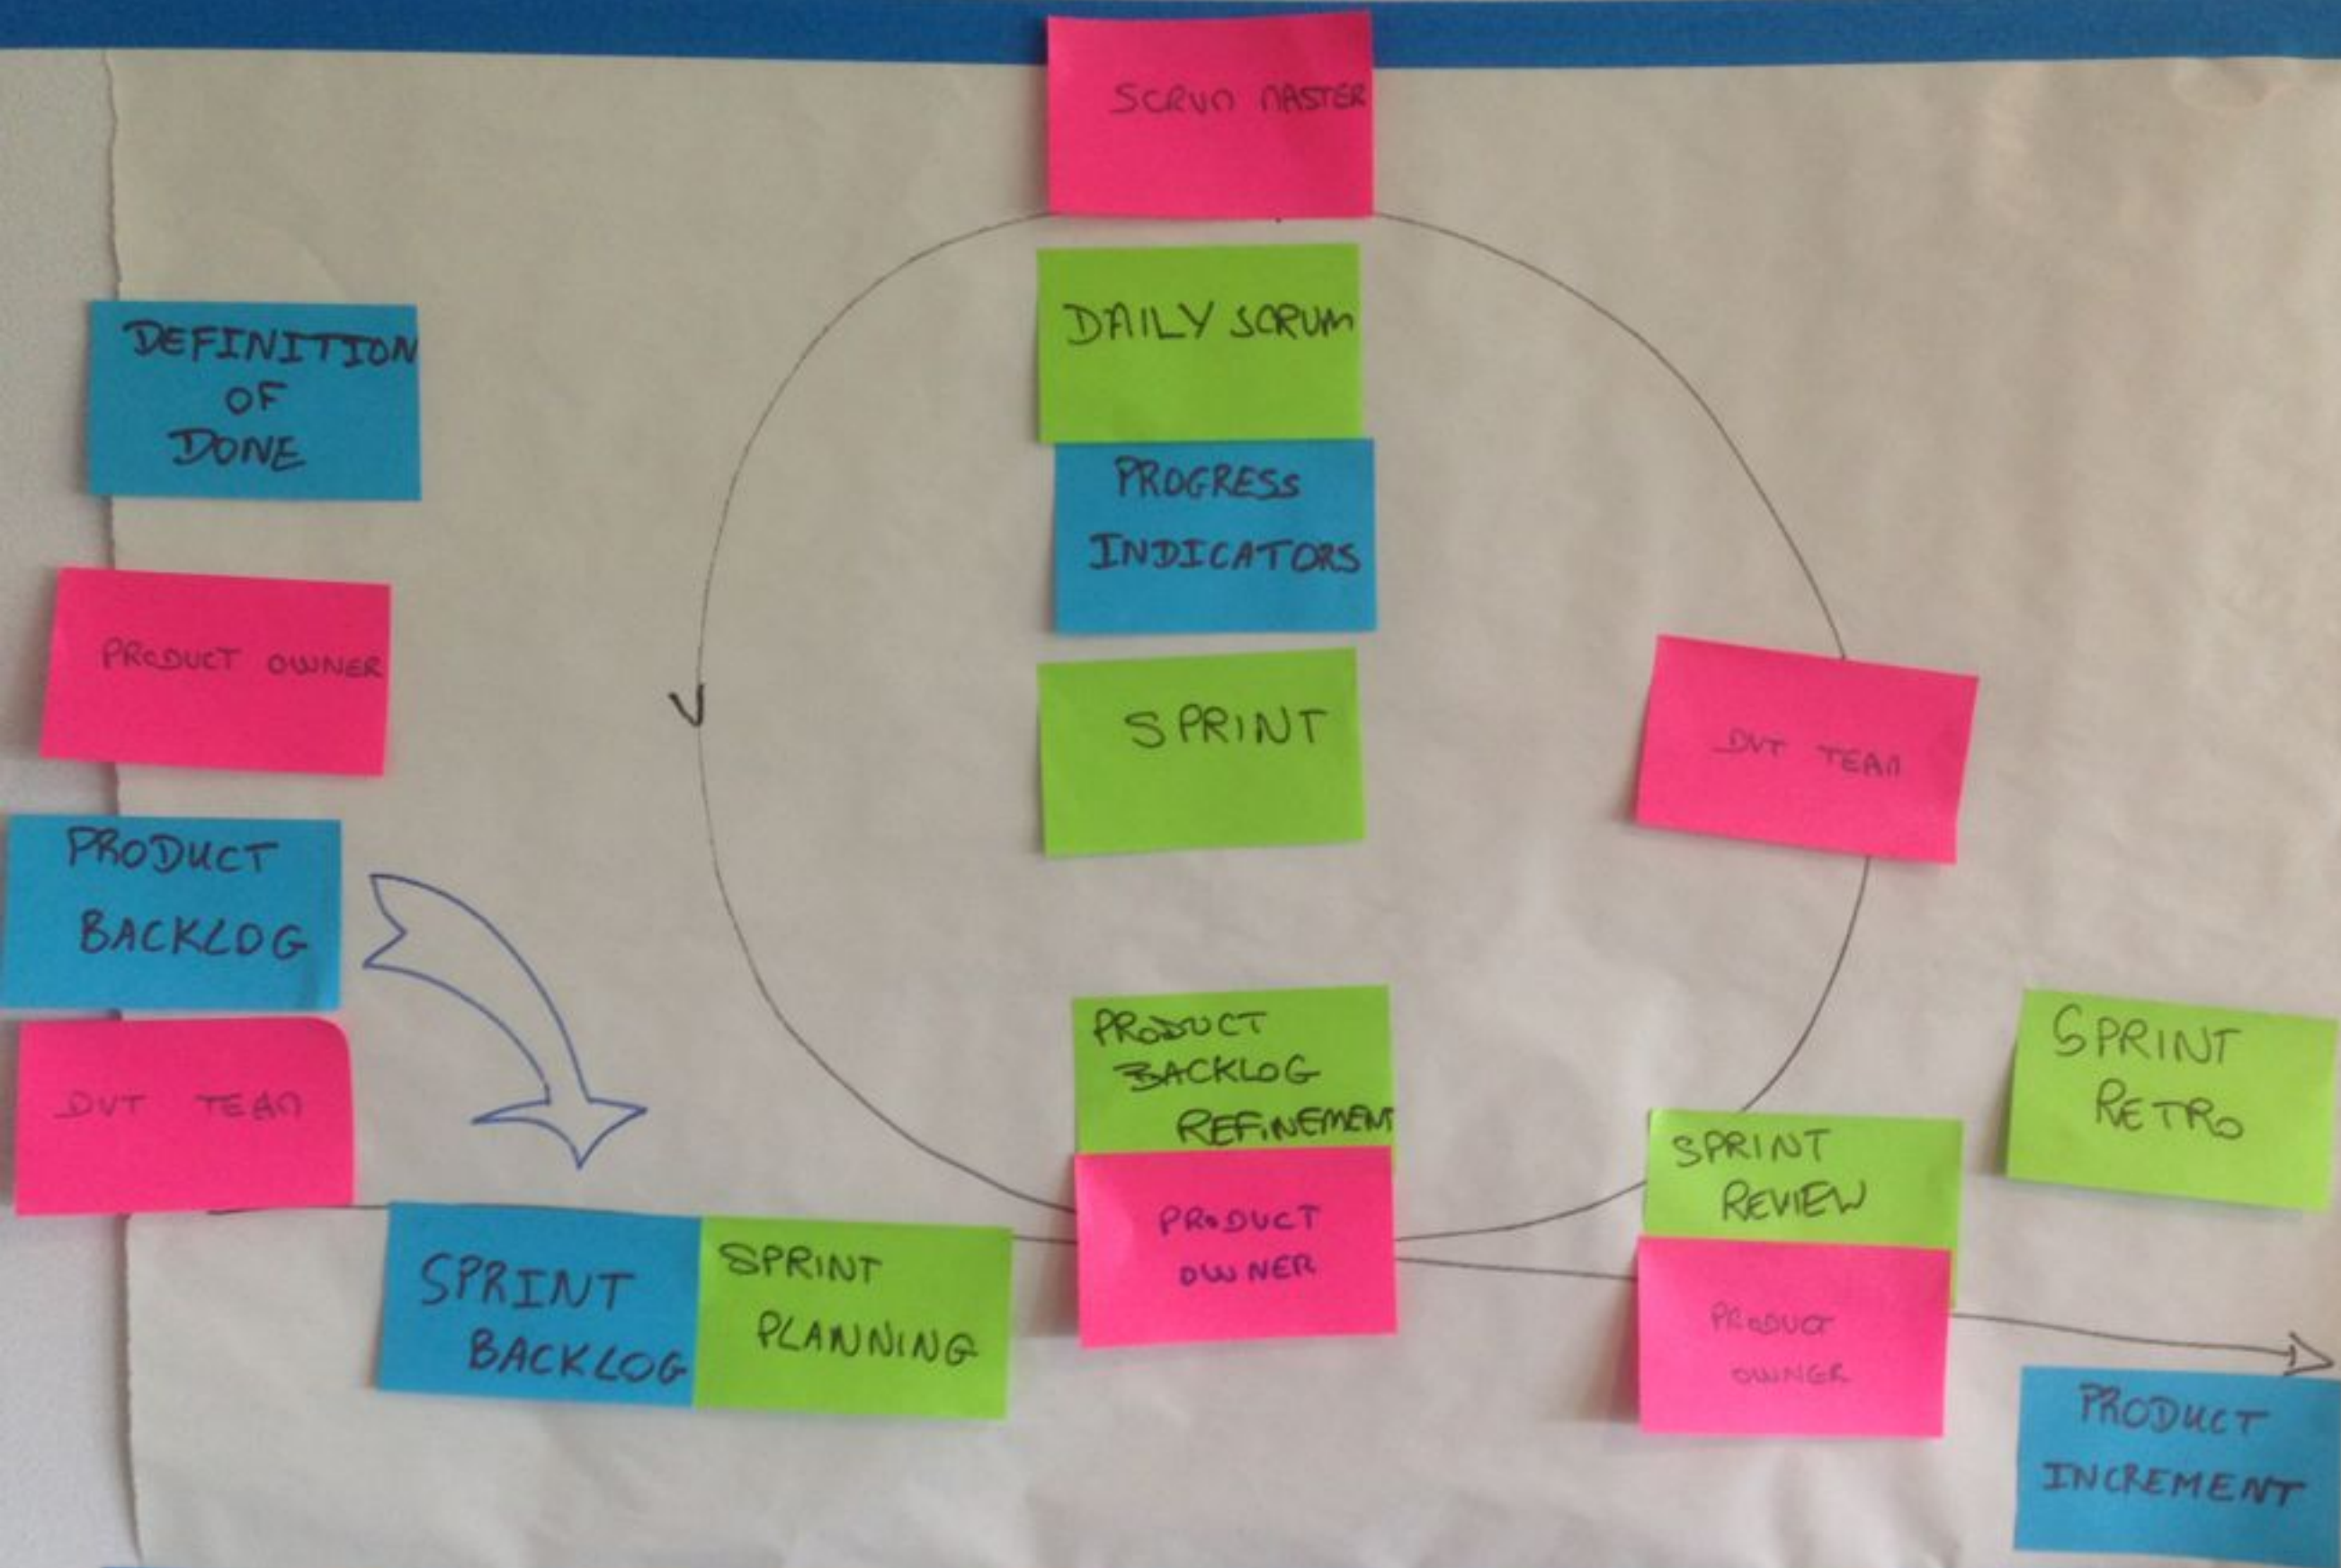 SCRUM MASTER
DAILY SCRUM
DEFINITION
OF
DONE
PROGRESS
INDICATORS
PRODUCT OWNER
SPRINT
DVT TEAM
PRODUCT
BACKLOG
DVT TEAM
PRODUCT
BACKLOG
REFINEMENT
PRODUCT
OWNER
SPRINT
RETRO
SPRINT
REVIEW
PRODUCT
OWNER
SPRINT
BACKLOG
SPRINT
PLANNING
PRODUCT
INCREMENT